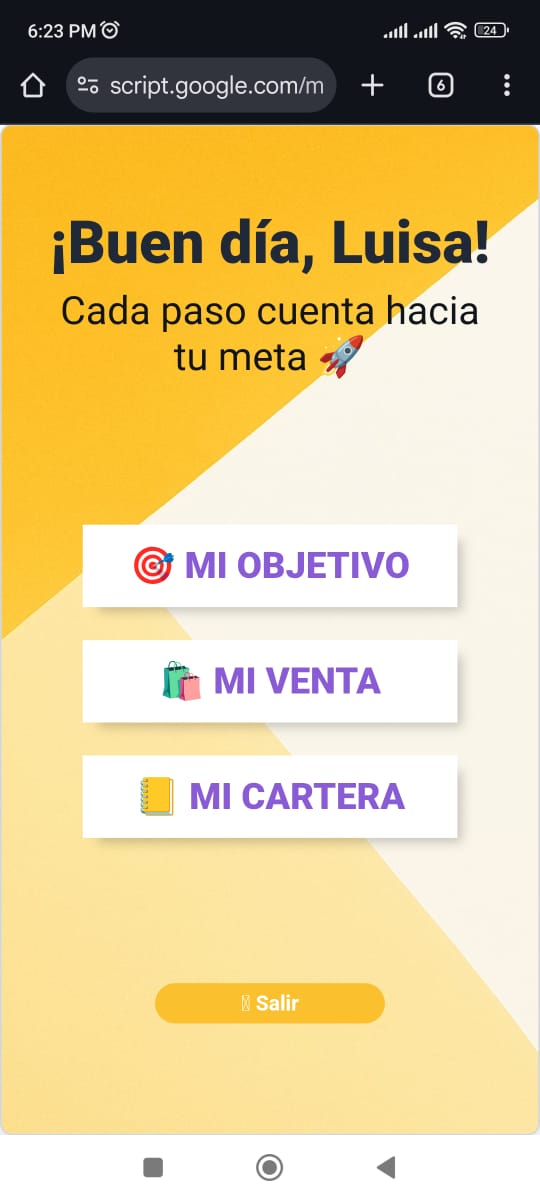 6:23 PM
24
script.google.com/m
6
¡Buen día, Luisa!
Cada paso cuenta hacia
tu meta 🚀
🎯 MI OBJETIVO
🛍️ MI VENTA
📒 MI CARTERA
Salir